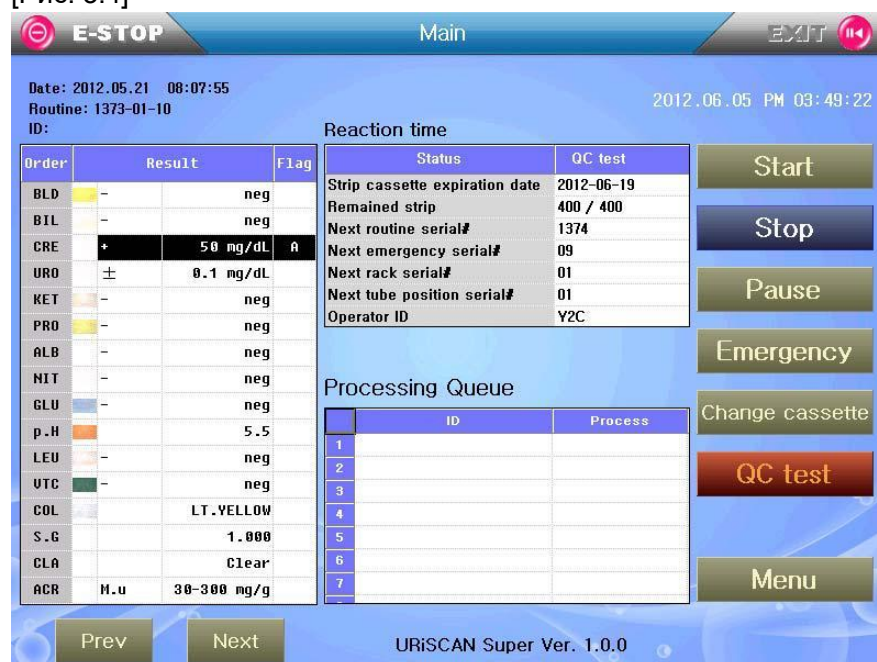 [Рис. 3.4]
E-STOP
Main
EXIT
Date: 2012.05.21 08:07:55
Routine: 1373-01-10
ID:
2012.06.05 PM 03:49:22
Reaction time
Order Result Flag
BLD - neg
BIL - neg
CRE + 50 mg/dL A
URO ± 0.1 mg/dL
KET - neg
PRO - neg
ALB - neg
NIT - neg
GLU - neg
p.H 5.5
LEU - neg
VTC - neg
COL LT.YELLOW
S.G 1.000
CLA Clear
ACR M.u 30-300 mg/g
Status QC test
Strip cassette expiration date 2012-06-19
Remained strip 400 / 400
Next routine serial# 1374
Next emergency serial# 09
Next rack serial# 01
Next tube position serial# 01
Operator ID Y2C
Processing Queue
ID Process
1
2
3
4
5
6
7
Start
Stop
Pause
Emergency
Change cassette
QC test
Menu
Prev Next
URiSCAN Super Ver. 1.0.0